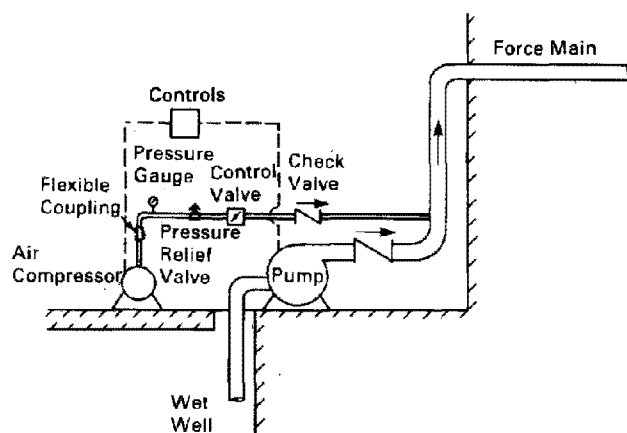 Force Main
Controls
Pressure
Gauge
Control
Valve
Check
Valve
Flexible
Coupling
Air
Compressor
Pressure
Relief
Valve
Pump
Wet
Well